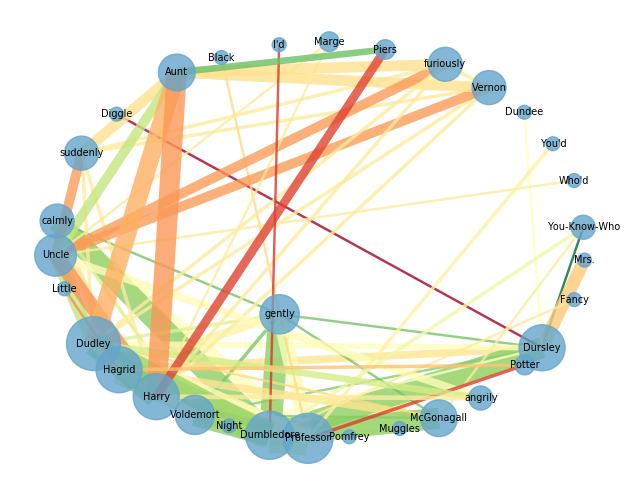 I'd
Marge
Piers
Black
furiously
Aunt
Vernon
Diggle
Dundee
You'd
suddenly
Who'd
calmly
You-Know-Who
Uncle
Mrs.
Little
Fancy
gently
Dudley
Dursley
Hagrid
Potter
Harry
angrily
Voldemort
McGonagall
Night
Muggles
Dumbledore
Professor
Pomfrey